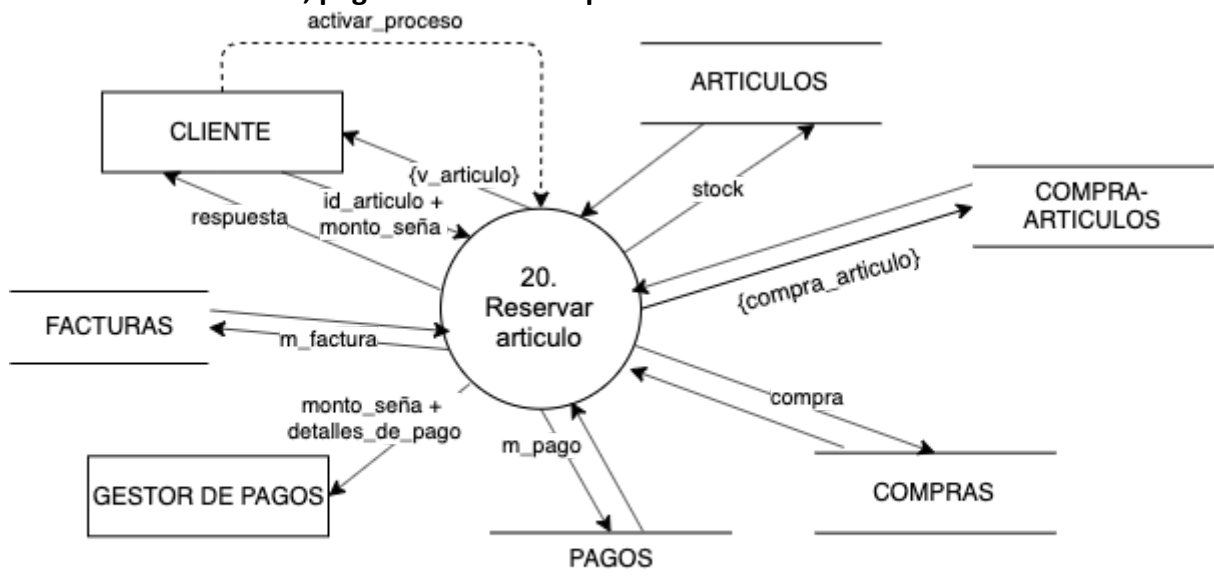 activar_proceso
ARTICULOS
CLIENTE
{v_articulo}
stock
COMPRA-
ARTICULOS
id_articulo +
monto_seña
respuesta
20.
Reservar
articulo
{compra_articulo}
FACTURAS
m_factura
monto_seña +
detalles_de_pago
compra
m_pago
GESTOR DE PAGOS
COMPRAS
PAGOS